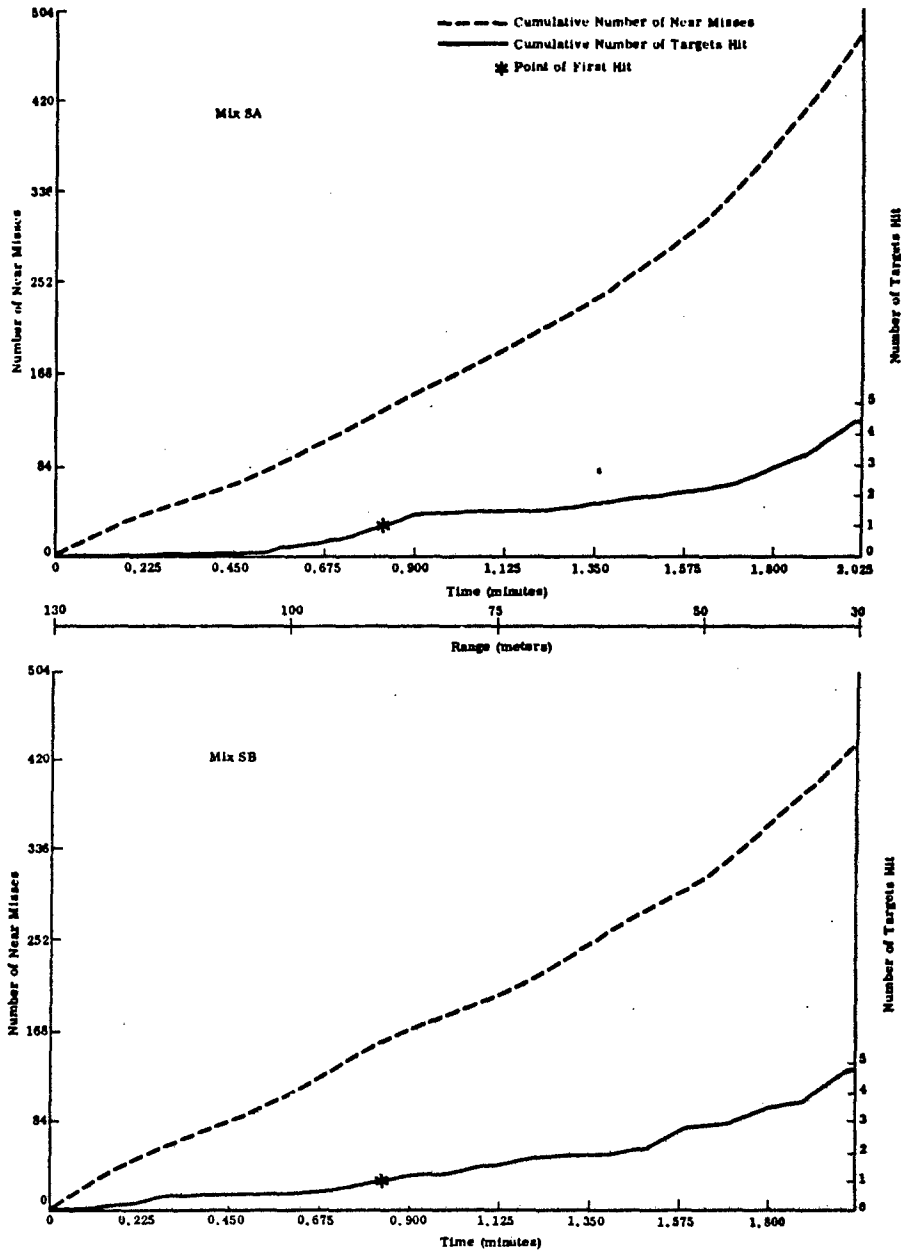 504
--- Cumulative Number of Near Misses
Cumulative Number of Targets Hit
* Point of First Hit
420
Mix SA
336
252
168
84
0
Number of Near Misses
Number of Targets Hit
5
4
3
2
1
0
0 0.225 0.450 0.675 0.900 1.125 1.350 1.575 1.800 2.025
Time (minutes)
130 100 75 50 30
Range (meters)
504
420
Mix SB
336
252
168
84
0
Number of Near Misses
Number of Targets Hit
5
4
3
2
1
0
0 0.225 0.450 0.675 0.900 1.125 1.350 1.575 1.800
Time (minutes)